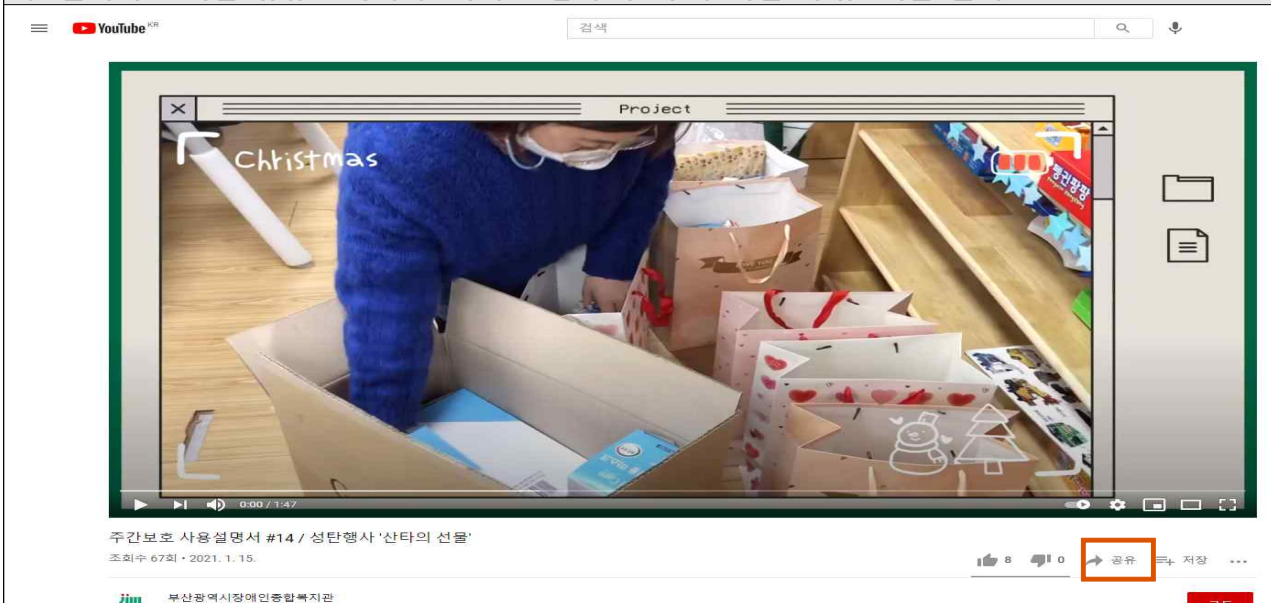 YouTube KR
검색
Project
Christmas
0:00 / 1:47
주간보호 사용설명서 #14 / 성탄행사 '산타의 선물'
조회수 67회 • 2021. 1. 15.
8 0 공유 저장
부산광역시장애인종합복지관